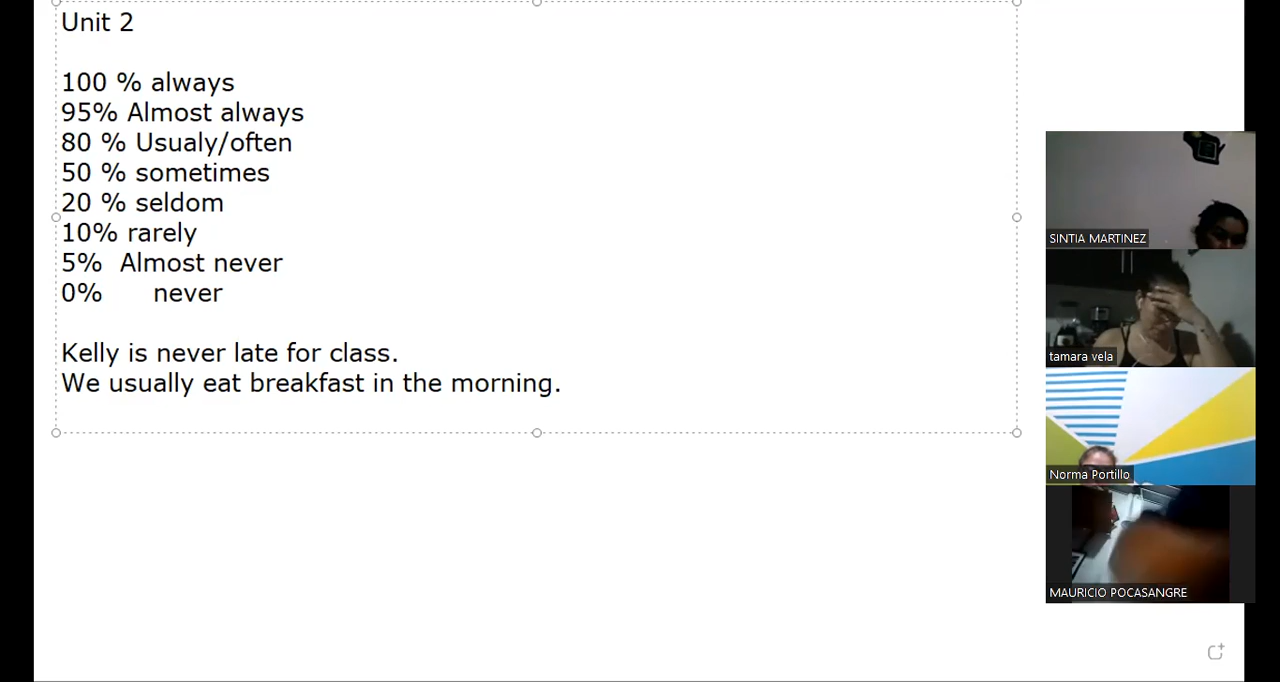 Unit 2
100 % always
95% Almost always
80 % Usualy/often
50 % sometimes
20 % seldom
10% rarely
5% Almost never
0% never
Kelly is never late for class.
We usually eat breakfast in the morning.
SINTIA MARTINEZ
tamara vela
Norma Portillo
MAURICIO POCASANGRE